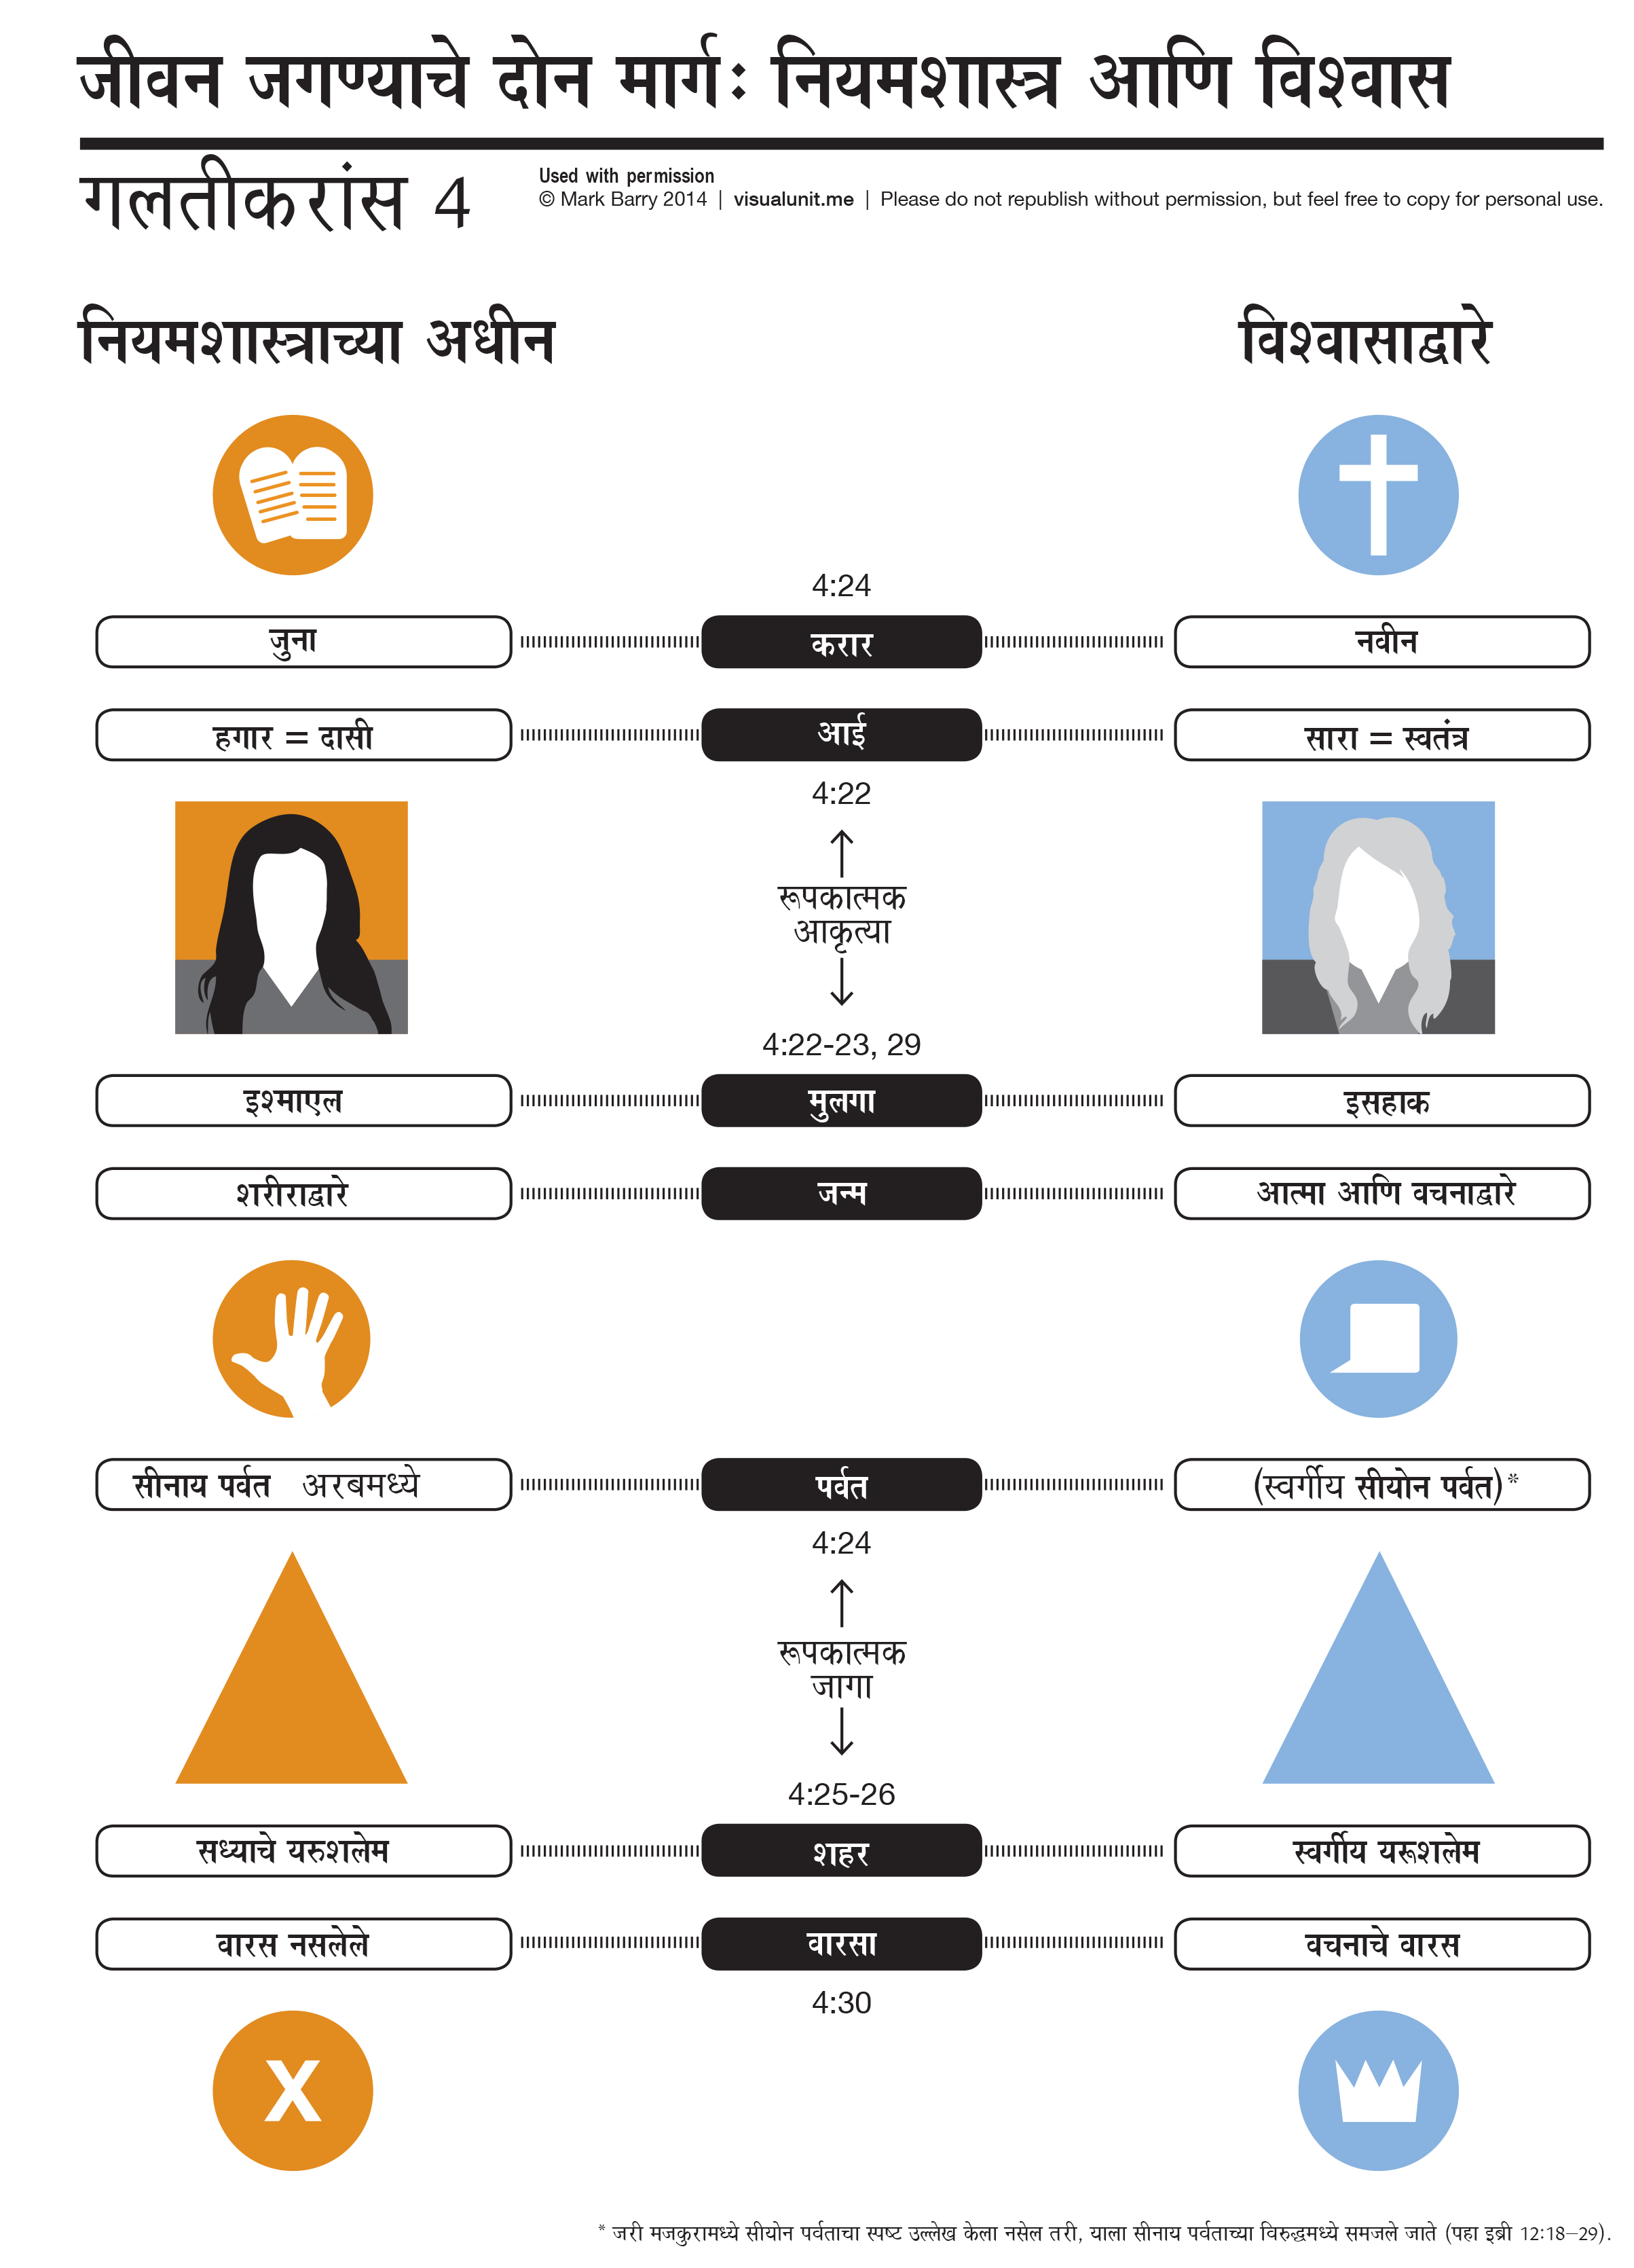 जीवन जगण्याचे दोन मार्ग: नियमशास्त्र आणि विश्वास
गलतीकरांस 4
Used with permission
© Mark Barry 2014 | visualunit.me | Please do not republish without permission, but feel free to copy for personal use.
नियमशास्त्राच्या अधीन
विश्वासाद्वारे
4:24
जुना
करार
नवीन
हगार = दासी
आई
सारा = स्वतंत्र
4:22
रूपकात्मक
आकृत्या
4:22-23, 29
इश्माएल
मुलगा
इसहाक
शरीराद्वारे
जन्म
आत्मा आणि वचनाद्वारे
सीनाय पर्वत अरबमध्ये
पर्वत
(स्वर्गीय सीयोन पर्वत)*
4:24
रूपकात्मक
जागा
4:25-26
सध्याचे यरुशलेम
शहर
स्वर्गीय यरूशलेम
वारस नसलेले
वारसा
वचनाचे वारस
4:30
X
* जरी मजकुरामध्ये सीयोन पर्वताचा स्पष्ट उल्लेख केला नसेल तरी, याला सीनाय पर्वताच्या विरुद्धमध्ये समजले जाते (पहा इब्री 12:18–29).